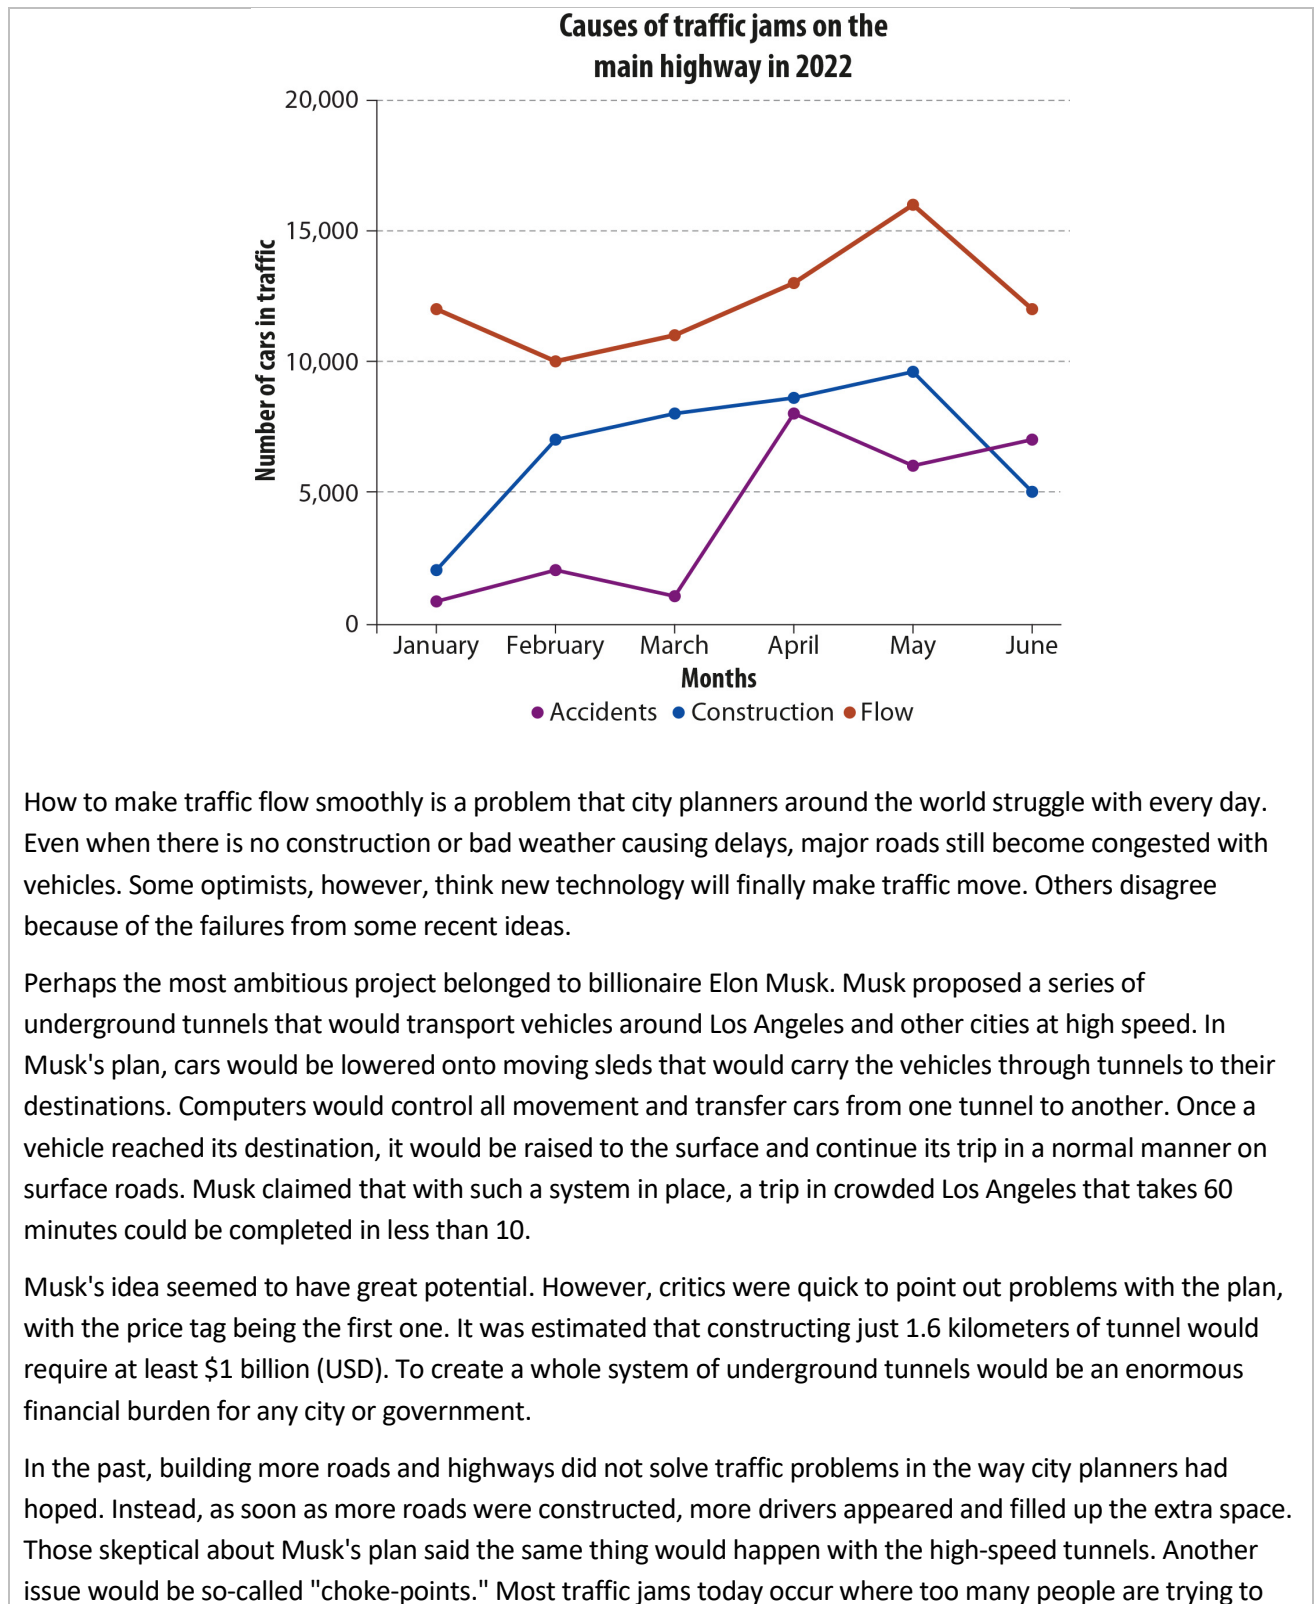 Causes of traffic jams on the
main highway in 2022
20,000
15,000
10,000
5,000
0
Number of cars in traffic
January February March April May June
Months
Accidents Construction Flow
How to make traffic flow smoothly is a problem that city planners around the world struggle with every day.
Even when there is no construction or bad weather causing delays, major roads still become congested with
vehicles. Some optimists, however, think new technology will finally make traffic move. Others disagree
because of the failures from some recent ideas.
Perhaps the most ambitious project belonged to billionaire Elon Musk. Musk proposed a series of
underground tunnels that would transport vehicles around Los Angeles and other cities at high speed. In
Musk's plan, cars would be lowered onto moving sleds that would carry the vehicles through tunnels to their
destinations. Computers would control all movement and transfer cars from one tunnel to another. Once a
vehicle reached its destination, it would be raised to the surface and continue its trip in a normal manner on
surface roads. Musk claimed that with such a system in place, a trip in crowded Los Angeles that takes 60
minutes could be completed in less than 10.
Musk's idea seemed to have great potential. However, critics were quick to point out problems with the plan,
with the price tag being the first one. It was estimated that constructing just 1.6 kilometers of tunnel would
require at least $1 billion (USD). To create a whole system of underground tunnels would be an enormous
financial burden for any city or government.
In the past, building more roads and highways did not solve traffic problems in the way city planners had
hoped. Instead, as soon as more roads were constructed, more drivers appeared and filled up the extra space.
Those skeptical about Musk's plan said the same thing would happen with the high-speed tunnels. Another
issue would be so-called "choke-points." Most traffic jams today occur where too many people are trying to